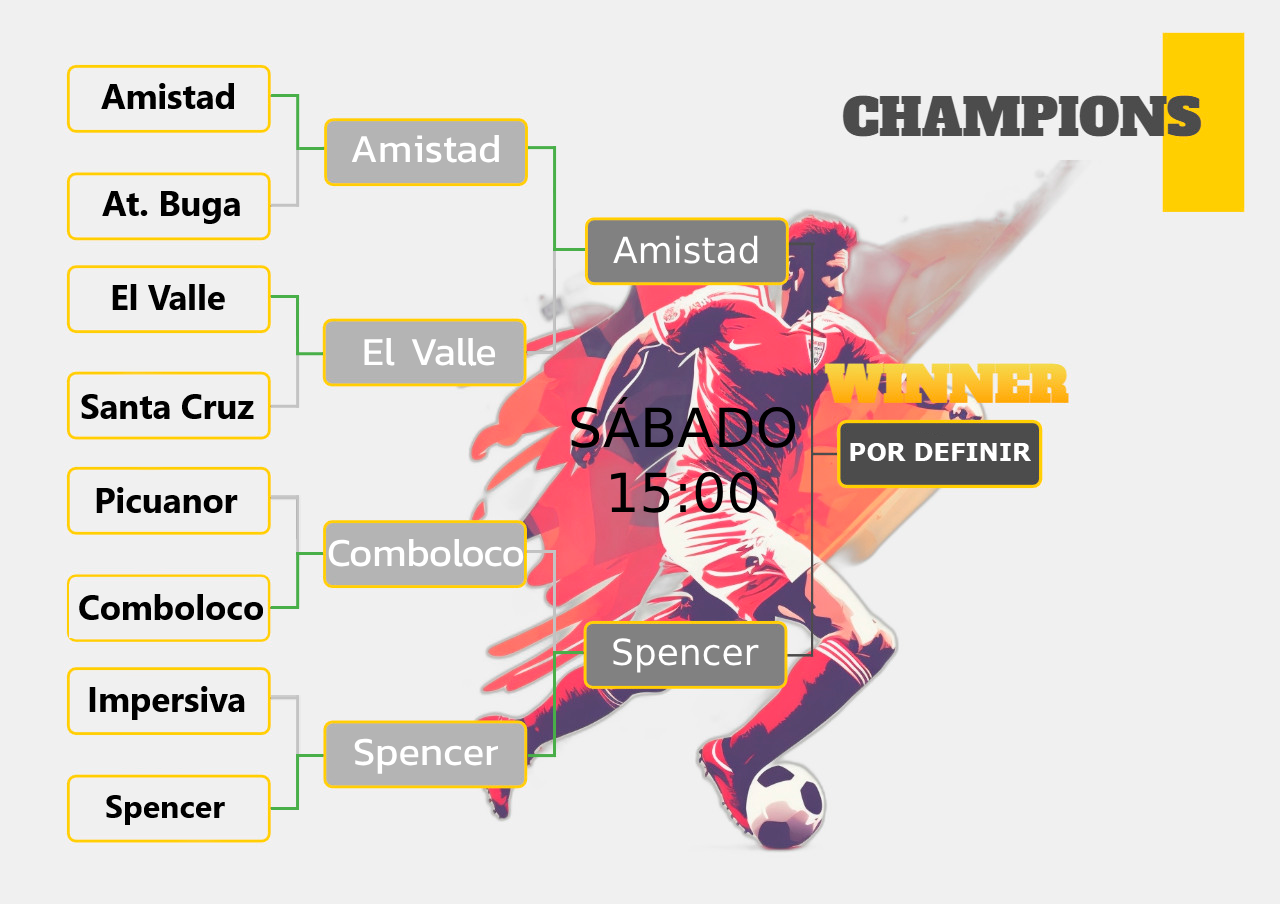 CHAMPIONS
Amistad
At. Buga
El Valle
Santa Cruz
Picuanor
Comboloco
Impersiva
Spencer
Amistad
El Valle
Comboloco
Spencer
Amistad
SÁBADO
15:00
Spencer
WINNER
POR DEFINIR